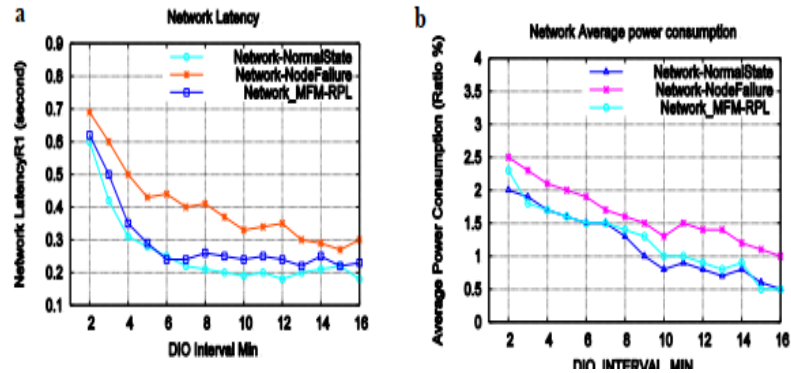 a
Network Latency
Network LatencyR1 (second)
0.9
0.8
0.7
0.6
0.5
0.4
0.3
0.2
0.1
Network-NormalState
Network-NodeFailure
Network_MFM-RPL
2 4 6 8 10 12 14 16
DIO Interval Min
b
Network Average power consumption
Average Power Consumption (Ratio %)
4
3.5
3
2.5
2
1.5
1
0.5
0
Network-NormalState
Network-NodeFailure
Network_MFM-RPL
2 4 6 8 10 12 14 16
DIO INTERVAL MIN